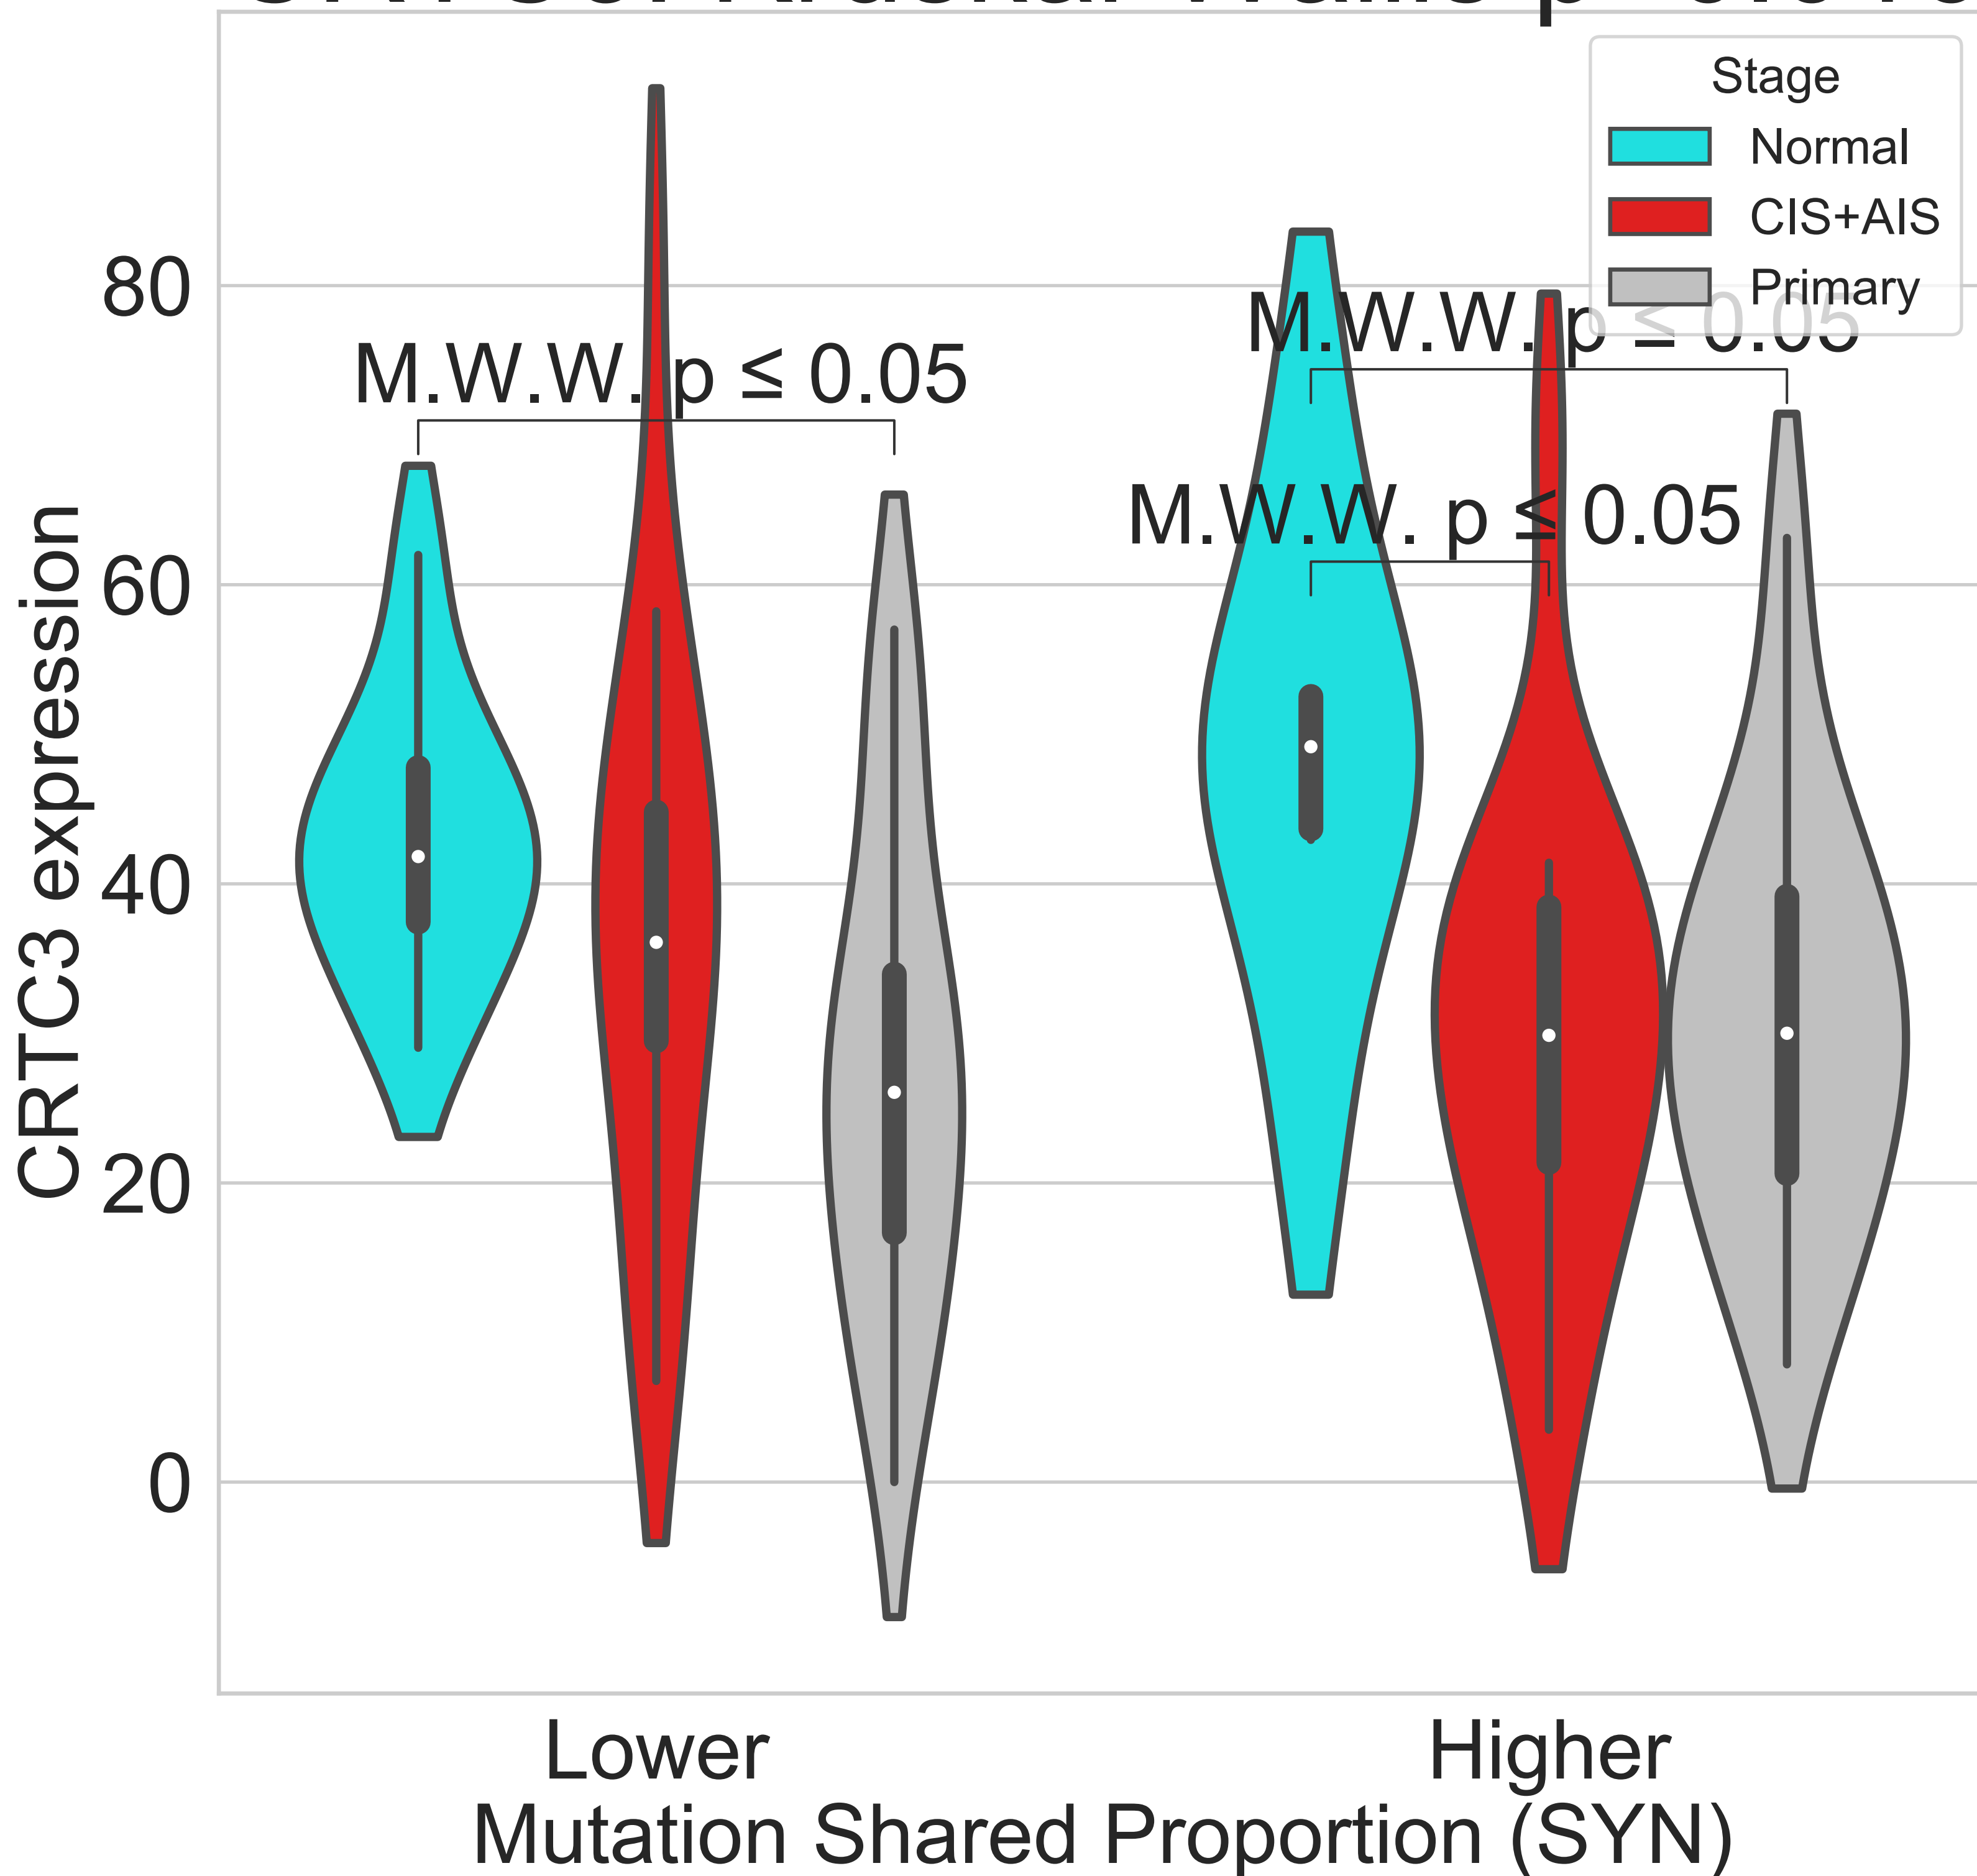 Stage
Normal
CIS+AIS
Primary
80
60
40
20
0
CRTC3 expression
M.W.W. p ≤ 0.05
M.W.W. p ≤ 0.05
M.W.W. p ≤ 0.05
Lower
Higher
Mutation Shared Proportion (SYN)